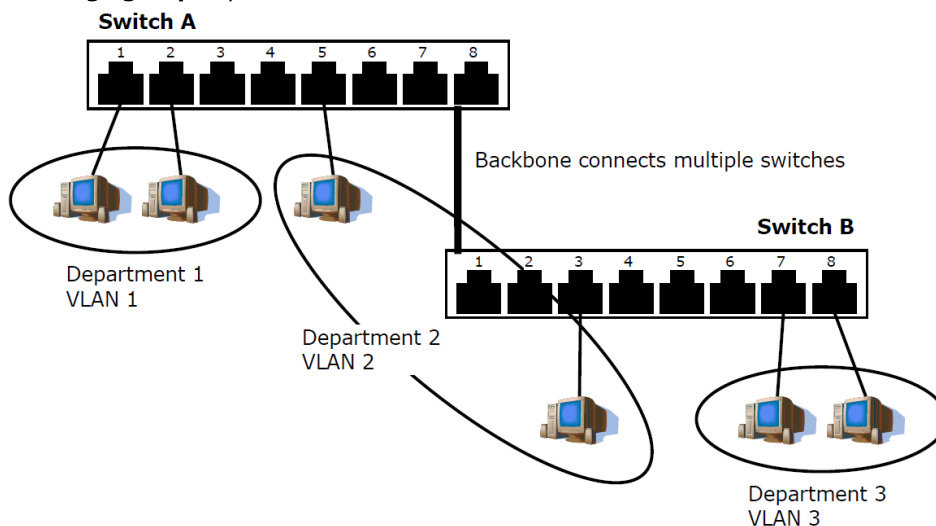 Switch A
1 2 3 4 5 6 7 8
Backbone connects multiple switches
Switch B
1 2 3 4 5 6 7 8
Department 1
VLAN 1
Department 2
VLAN 2
Department 3
VLAN 3